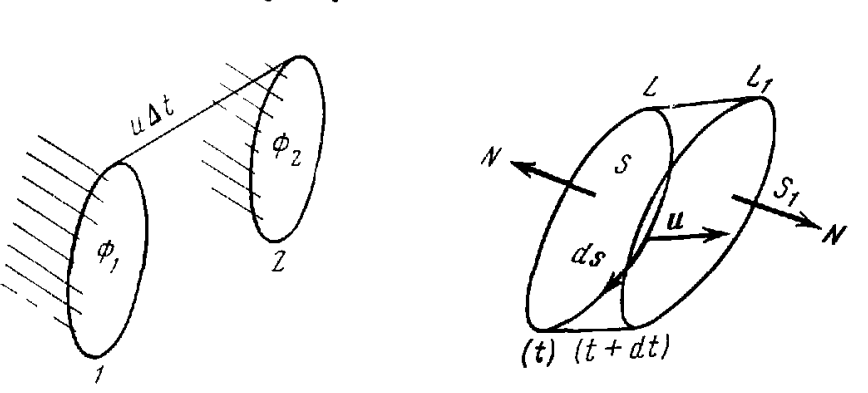 uΔt
Φ₁
Φ₂
1
2
L
L₁
N
S
S₁
N
u
ds
(t)
(t + dt)